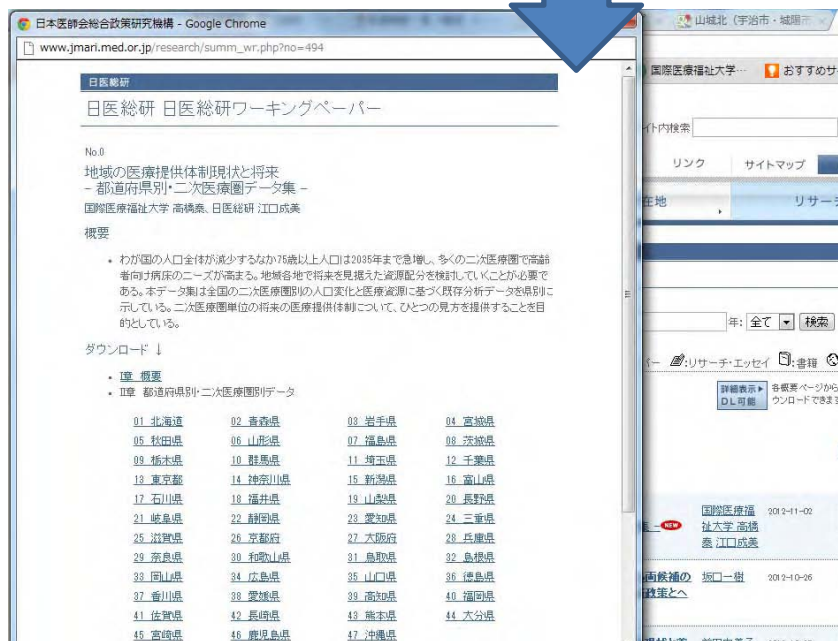 日本医師会総合政策研究機構 - Google Chrome
www.jmari.med.or.jp/research/summ_wr.php?no=494
日医総研
日医総研 日医総研ワーキングペーパー
No.0
地域の医療提供体制現状と将来
- 都道府県別・二次医療圏データ集 -
国際医療福祉大学 高橋泰、日医総研 江口成美
概要
• わが国の人口全体が減少するなか75歳以上人口は2035年まで急増し、多くの二次医療圏で高齢
者向け病床のニーズが高まる。地域各地で将来を見据えた資源配分を検討していくことが必要で
ある。本データ集は全国の二次医療圏別の人口変化と医療資源に基づく既存分析データを県別に
示している。二次医療圏単位の将来の医療提供体制について、ひとつの見方を提供することを目
的としている。
ダウンロード ↓
• I章 概要
• II章 都道府県別・二次医療圏別データ
01 北海道 02 青森県 03 岩手県 04 宮城県
05 秋田県 06 山形県 07 福島県 08 茨城県
09 栃木県 10 群馬県 11 埼玉県 12 千葉県
13 東京都 14 神奈川県 15 新潟県 16 富山県
17 石川県 18 福井県 19 山梨県 20 長野県
21 岐阜県 22 静岡県 23 愛知県 24 三重県
25 滋賀県 26 京都府 27 大阪府 28 兵庫県
29 奈良県 30 和歌山県 31 鳥取県 32 島根県
33 岡山県 34 広島県 35 山口県 36 徳島県
37 香川県 38 愛媛県 39 高知県 40 福岡県
41 佐賀県 42 長崎県 43 熊本県 44 大分県
45 宮崎県 46 鹿児島県 47 沖縄県
山城北（宇治市・城陽市
国際医療福祉大学… おすすめサ
イト内検索
リンク サイトマップ
在地 リサー
年: 全て 検索
:リサーチ・エッセイ :書籍
詳細表示 DL可能 各概要ページから
ウンロードできます
NEW 国際医療福祉大学 高橋泰 江口成美 2012-11-02
両候補の政策とへ 坂口一樹 2012-10-26